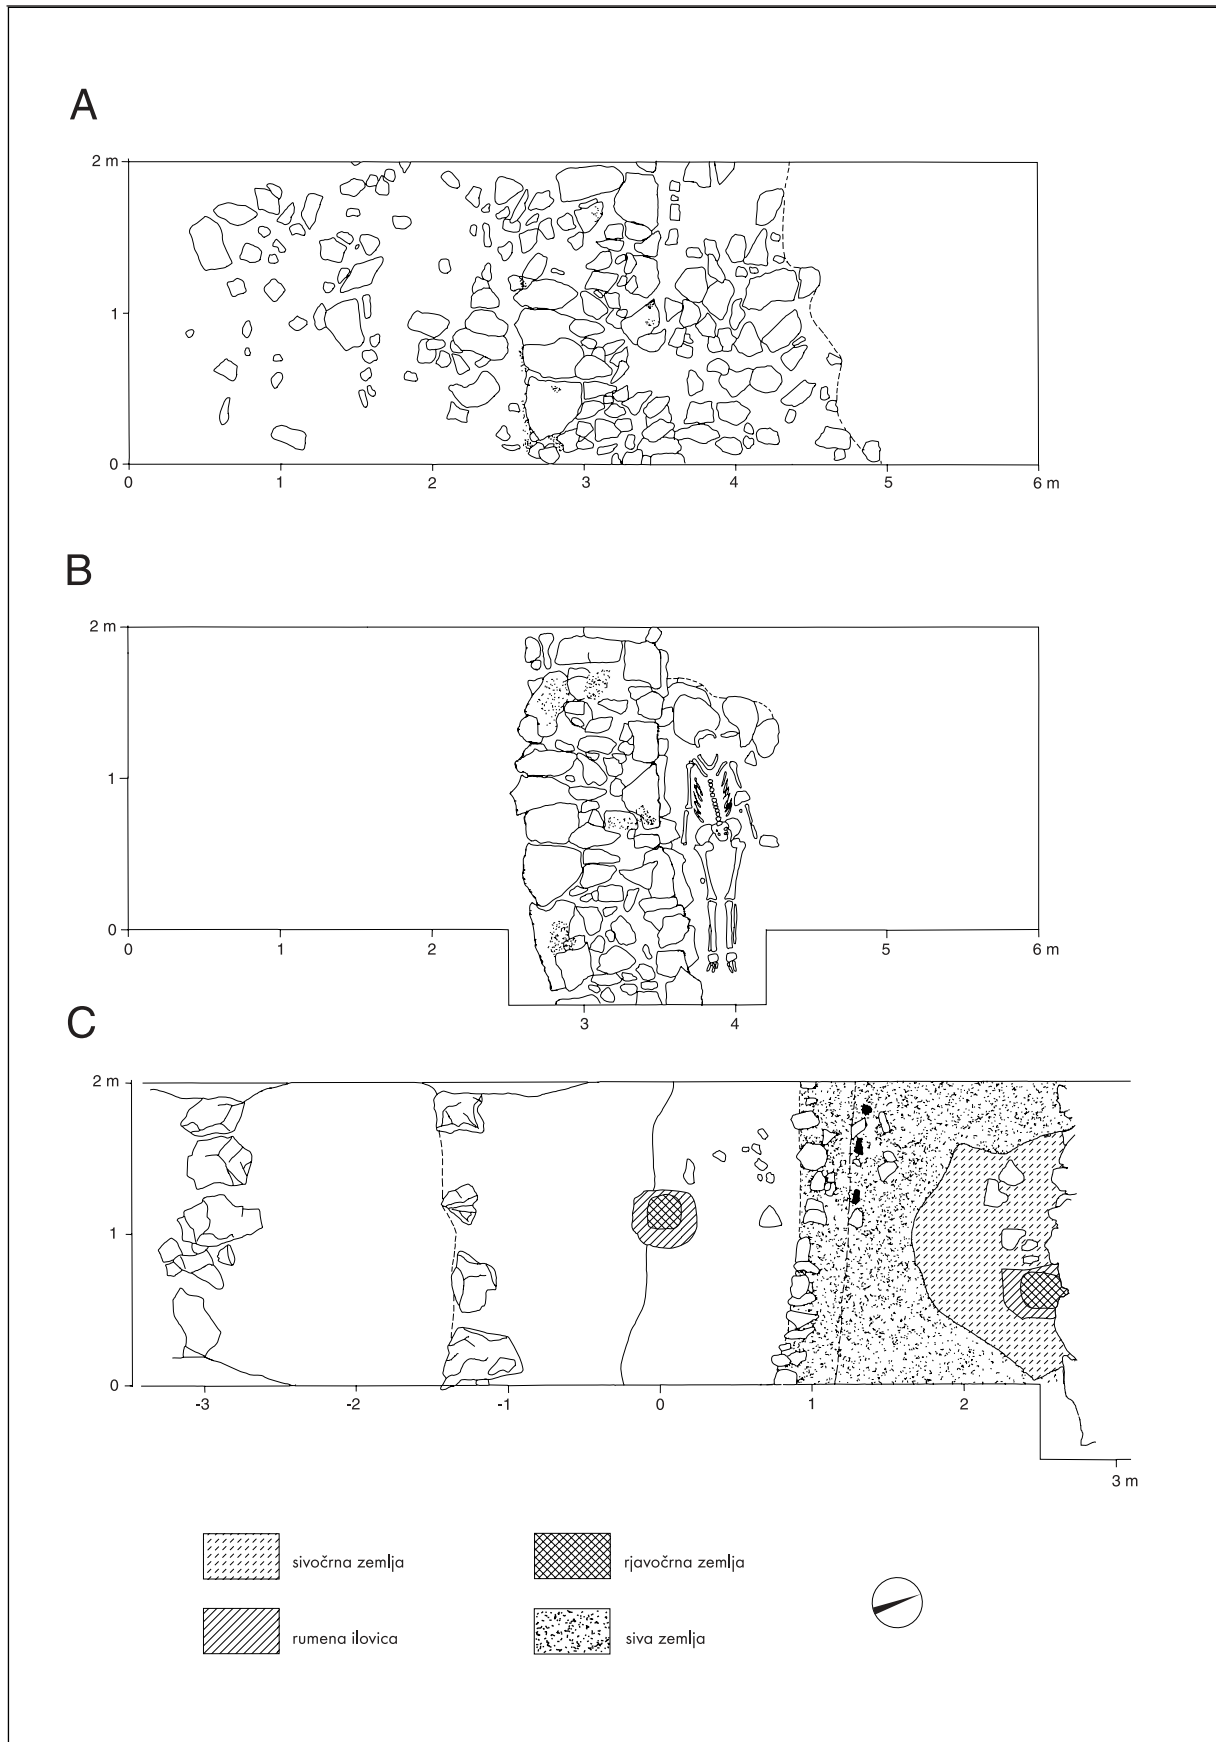 A
2 m
1
0
0 1 2 3 4 5 6 m
B
2 m
1
0
0 1 2 5 6 m
3 4
C
2 m
1
0
-3 -2 -1 0 1 2
3 m
sivočrna zemlja
rjavočrna zemlja
rumena ilovica
siva zemlja